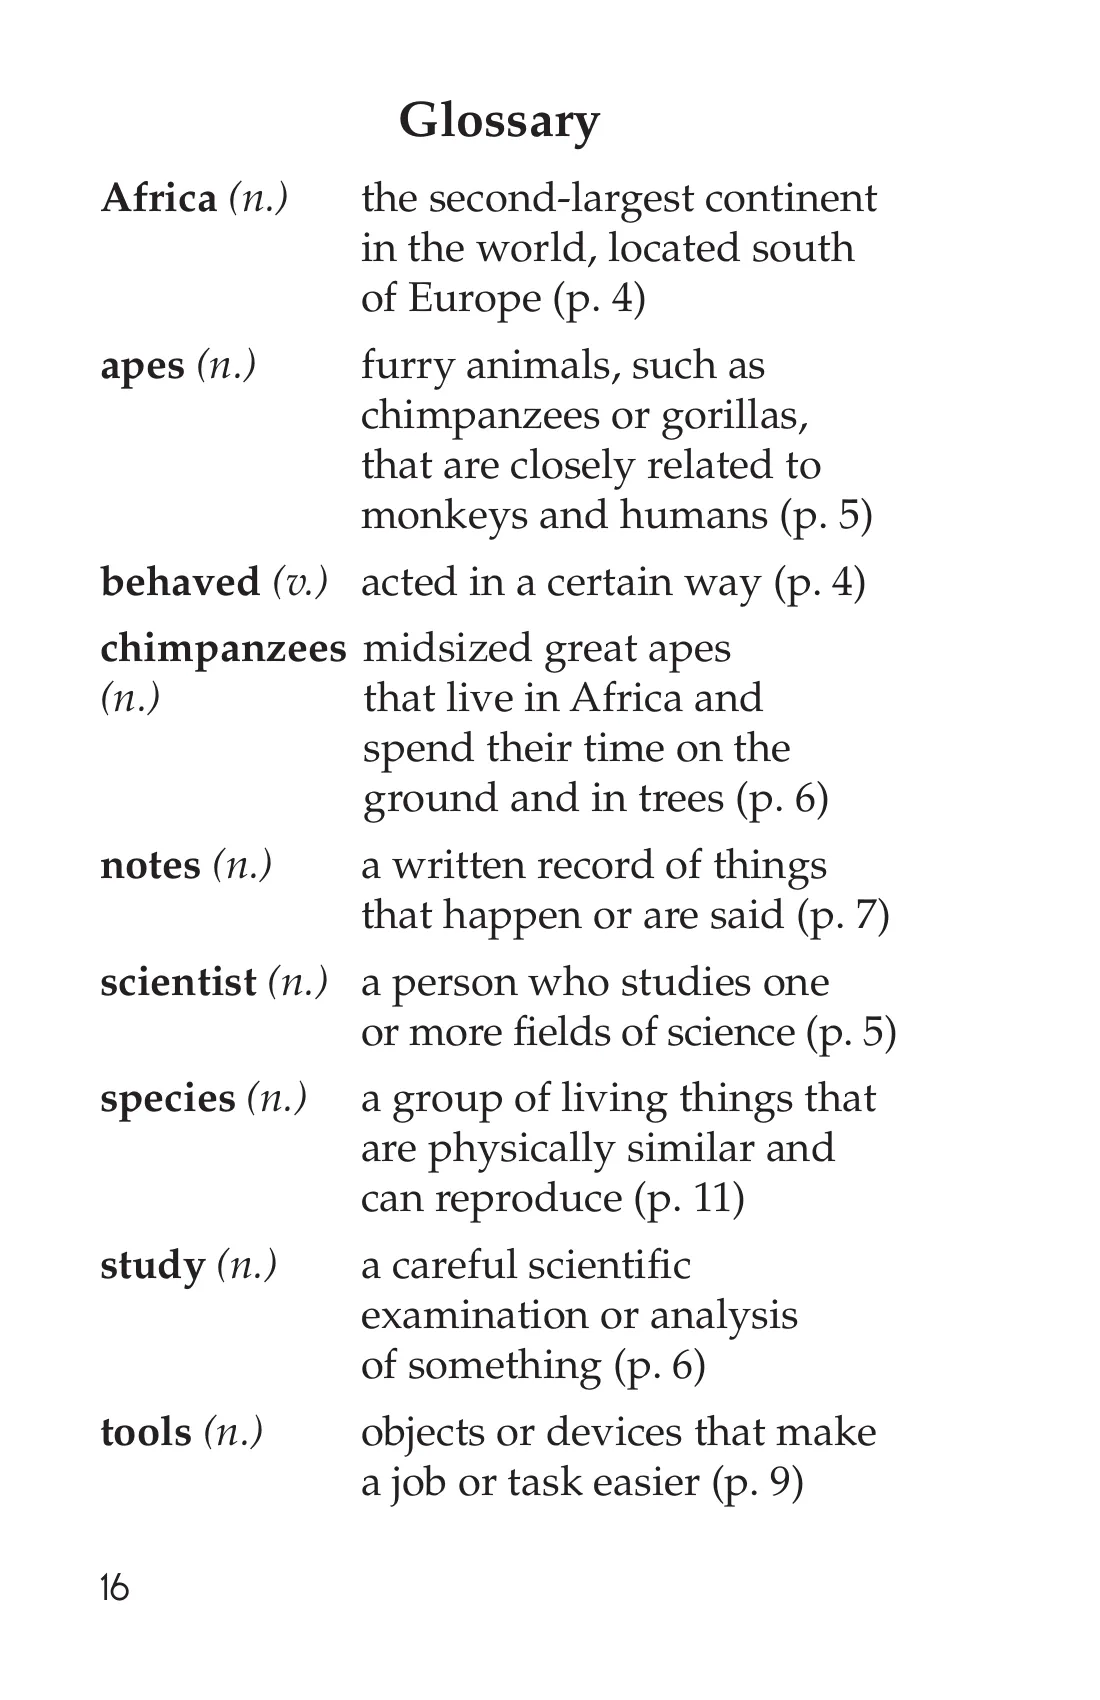 Glossary
Africa (n.) the second-largest continent
in the world, located south
of Europe (p. 4)
apes (n.) furry animals, such as
chimpanzees or gorillas,
that are closely related to
monkeys and humans (p. 5)
behaved (v.) acted in a certain way (p. 4)
chimpanzees midsized great apes
(n.) that live in Africa and
spend their time on the
ground and in trees (p. 6)
notes (n.) a written record of things
that happen or are said (p. 7)
scientist (n.) a person who studies one
or more fields of science (p. 5)
species (n.) a group of living things that
are physically similar and
can reproduce (p. 11)
study (n.) a careful scientific
examination or analysis
of something (p. 6)
tools (n.) objects or devices that make
a job or task easier (p. 9)
16